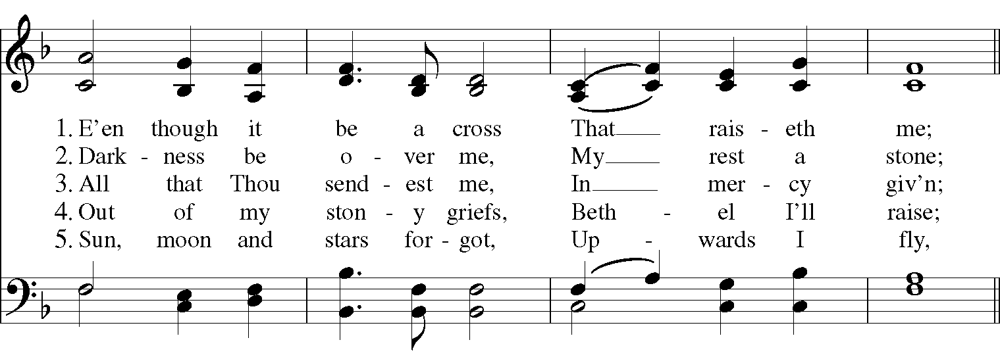 1. E’en though it be a cross That rais - eth me;
2. Dark - ness be o - ver me, My rest a stone;
3. All that Thou send - est me, In mer - cy giv’n;
4. Out of my ston - y griefs, Beth - el I’ll raise;
5. Sun, moon and stars for - got, Up - wards I fly,